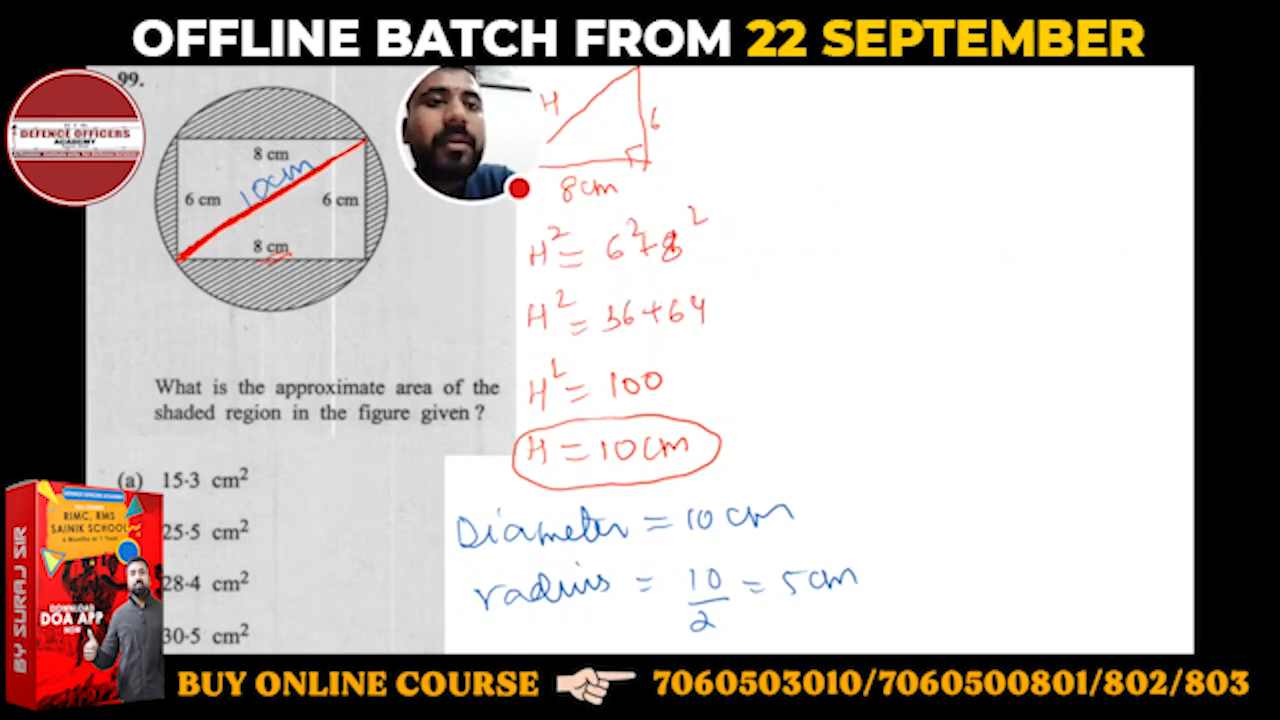 OFFLINE BATCH FROM 22 SEPTEMBER
99.
DEFENCE OFFICERS
ACADEMY
8 cm
10cm
6 cm
6 cm
8 cm
H
6
8cm
H² = 6²+8²
H² = 36+64
H² = 100
H = 10cm
What is the approximate area of the
shaded region in the figure given ?
(a) 15·3 cm²
25·5 cm²
28·4 cm²
30·5 cm²
Diameter = 10 cm
radius = 10/2 = 5cm
RIMC, RMS
SAINIK SCHOOL
DOWNLOAD
DOA APP
NOW
BY SURAJ SIR
BUY ONLINE COURSE 7060503010/7060500801/802/803